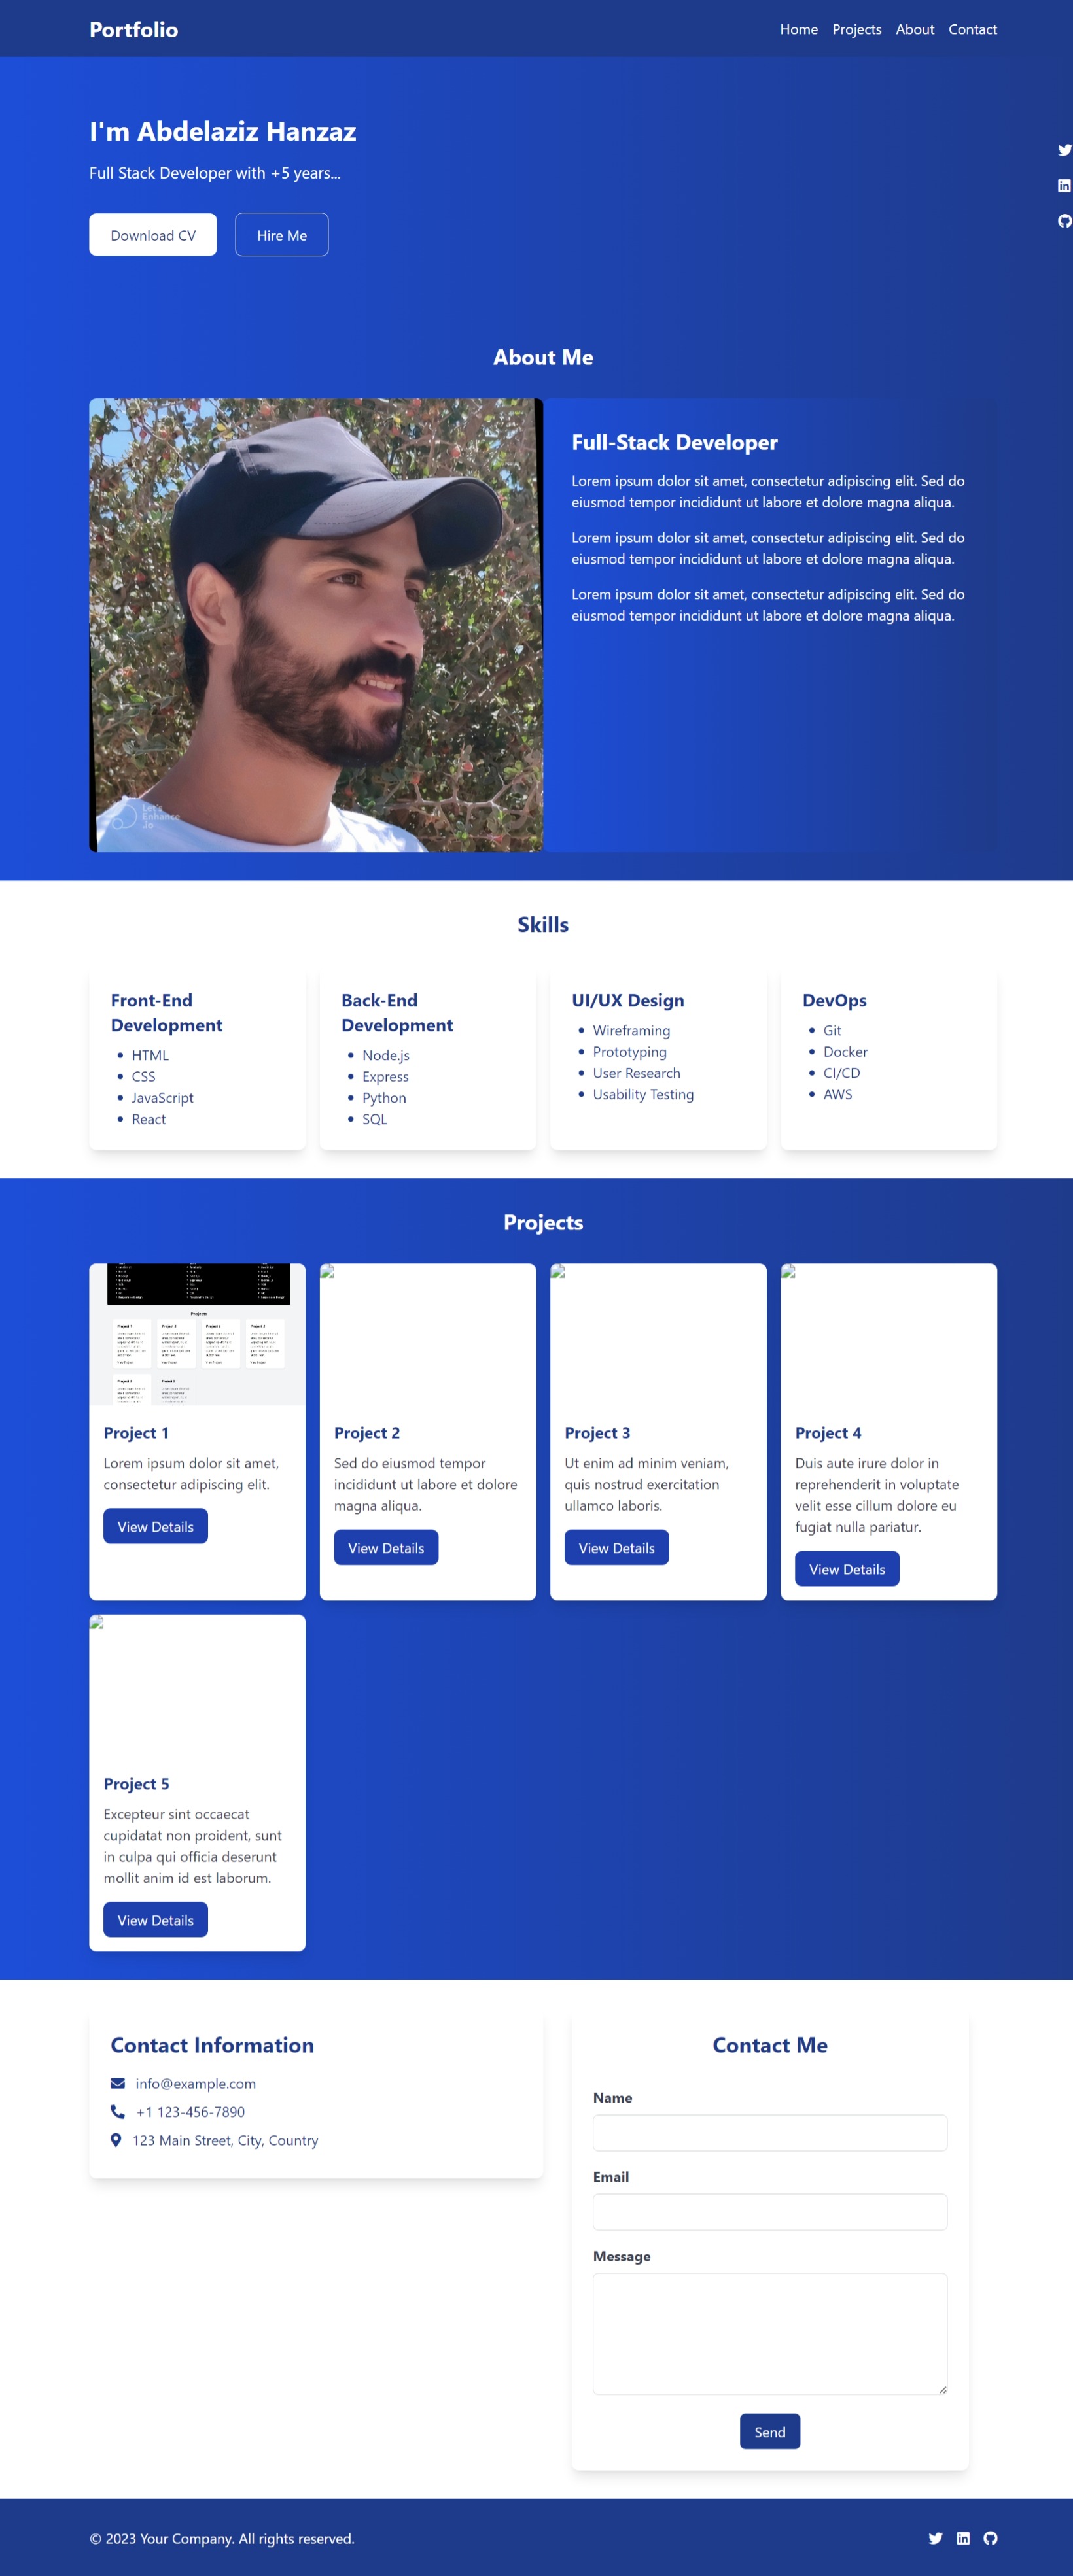 Portfolio
Home Projects About Contact
I'm Abdelaziz Hanzaz
Full Stack Developer with +5 years...
Download CV
Hire Me
About Me
Let's
Enhance
.io
Full-Stack Developer
Lorem ipsum dolor sit amet, consectetur adipiscing elit. Sed do
eiusmod tempor incididunt ut labore et dolore magna aliqua.
Lorem ipsum dolor sit amet, consectetur adipiscing elit. Sed do
eiusmod tempor incididunt ut labore et dolore magna aliqua.
Lorem ipsum dolor sit amet, consectetur adipiscing elit. Sed do
eiusmod tempor incididunt ut labore et dolore magna aliqua.
Skills
Front-End
Development
HTML
CSS
JavaScript
React
Back-End
Development
Node.js
Express
Python
SQL
UI/UX Design
Wireframing
Prototyping
User Research
Usability Testing
DevOps
Git
Docker
CI/CD
AWS
Projects
Projects
Project 1
Project 2
Project 3
Project 1
Lorem ipsum dolor sit amet,
consectetur adipiscing elit.
View Details
Project 2
Sed do eiusmod tempor
incididunt ut labore et dolore
magna aliqua.
View Details
Project 3
Ut enim ad minim veniam,
quis nostrud exercitation
ullamco laboris.
View Details
Project 4
Duis aute irure dolor in
reprehenderit in voluptate
velit esse cillum dolore eu
fugiat nulla pariatur.
View Details
Project 5
Excepteur sint occaecat
cupidatat non proident, sunt
in culpa qui officia deserunt
mollit anim id est laborum.
View Details
Contact Information
info@example.com
+1 123-456-7890
123 Main Street, City, Country
Contact Me
Name
Email
Message
Send
© 2023 Your Company. All rights reserved.